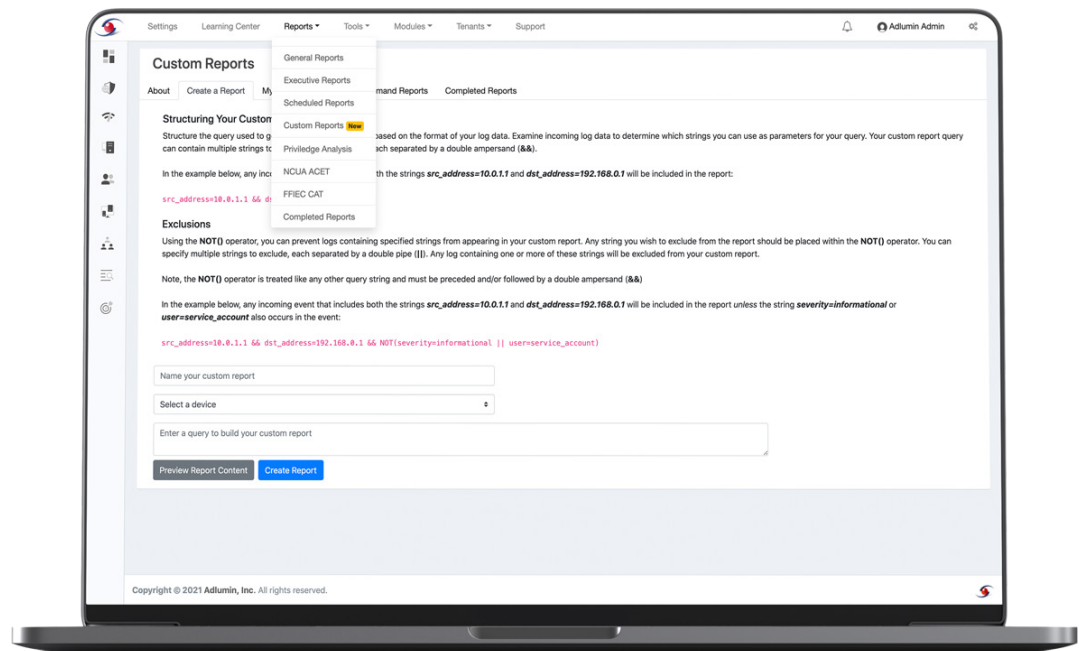 Settings Learning Center Reports Tools Modules Tenants Support Adlumin Admin
General Reports
Executive Reports
Scheduled Reports
Custom Reports New
Priviledge Analysis
NCUA ACET
FFIEC CAT
Completed Reports
Custom Reports
About Create a Report My mand Reports Completed Reports
Structuring Your Custom
Structure the query used to g ased on the format of your log data. Examine incoming log data to determine which strings you can use as parameters for your query. Your custom report query
can contain multiple strings to ach separated by a double ampersand (&&).
In the example below, any inc th the strings src_address=10.0.1.1 and dst_address=192.168.0.1 will be included in the report:
src_address=10.0.1.1 && ds
Exclusions
Using the NOT() operator, you can prevent logs containing specified strings from appearing in your custom report. Any string you wish to exclude from the report should be placed within the NOT() operator. You can
specify multiple strings to exclude, each separated by a double pipe (||). Any log containing one or more of these strings will be excluded from your custom report.
Note, the NOT() operator is treated like any other query string and must be preceded and/or followed by a double ampersand (&&)
In the example below, any incoming event that includes both the strings src_address=10.0.1.1 and dst_address=192.168.0.1 will be included in the report unless the string severity=informational or
user=service_account also occurs in the event:
src_address=10.0.1.1 && dst_address=192.168.0.1 && NOT(severity=informational || user=service_account)
Name your custom report
Select a device
Enter a query to build your custom report
Preview Report Content Create Report
Copyright © 2021 Adlumin, Inc. All rights reserved.